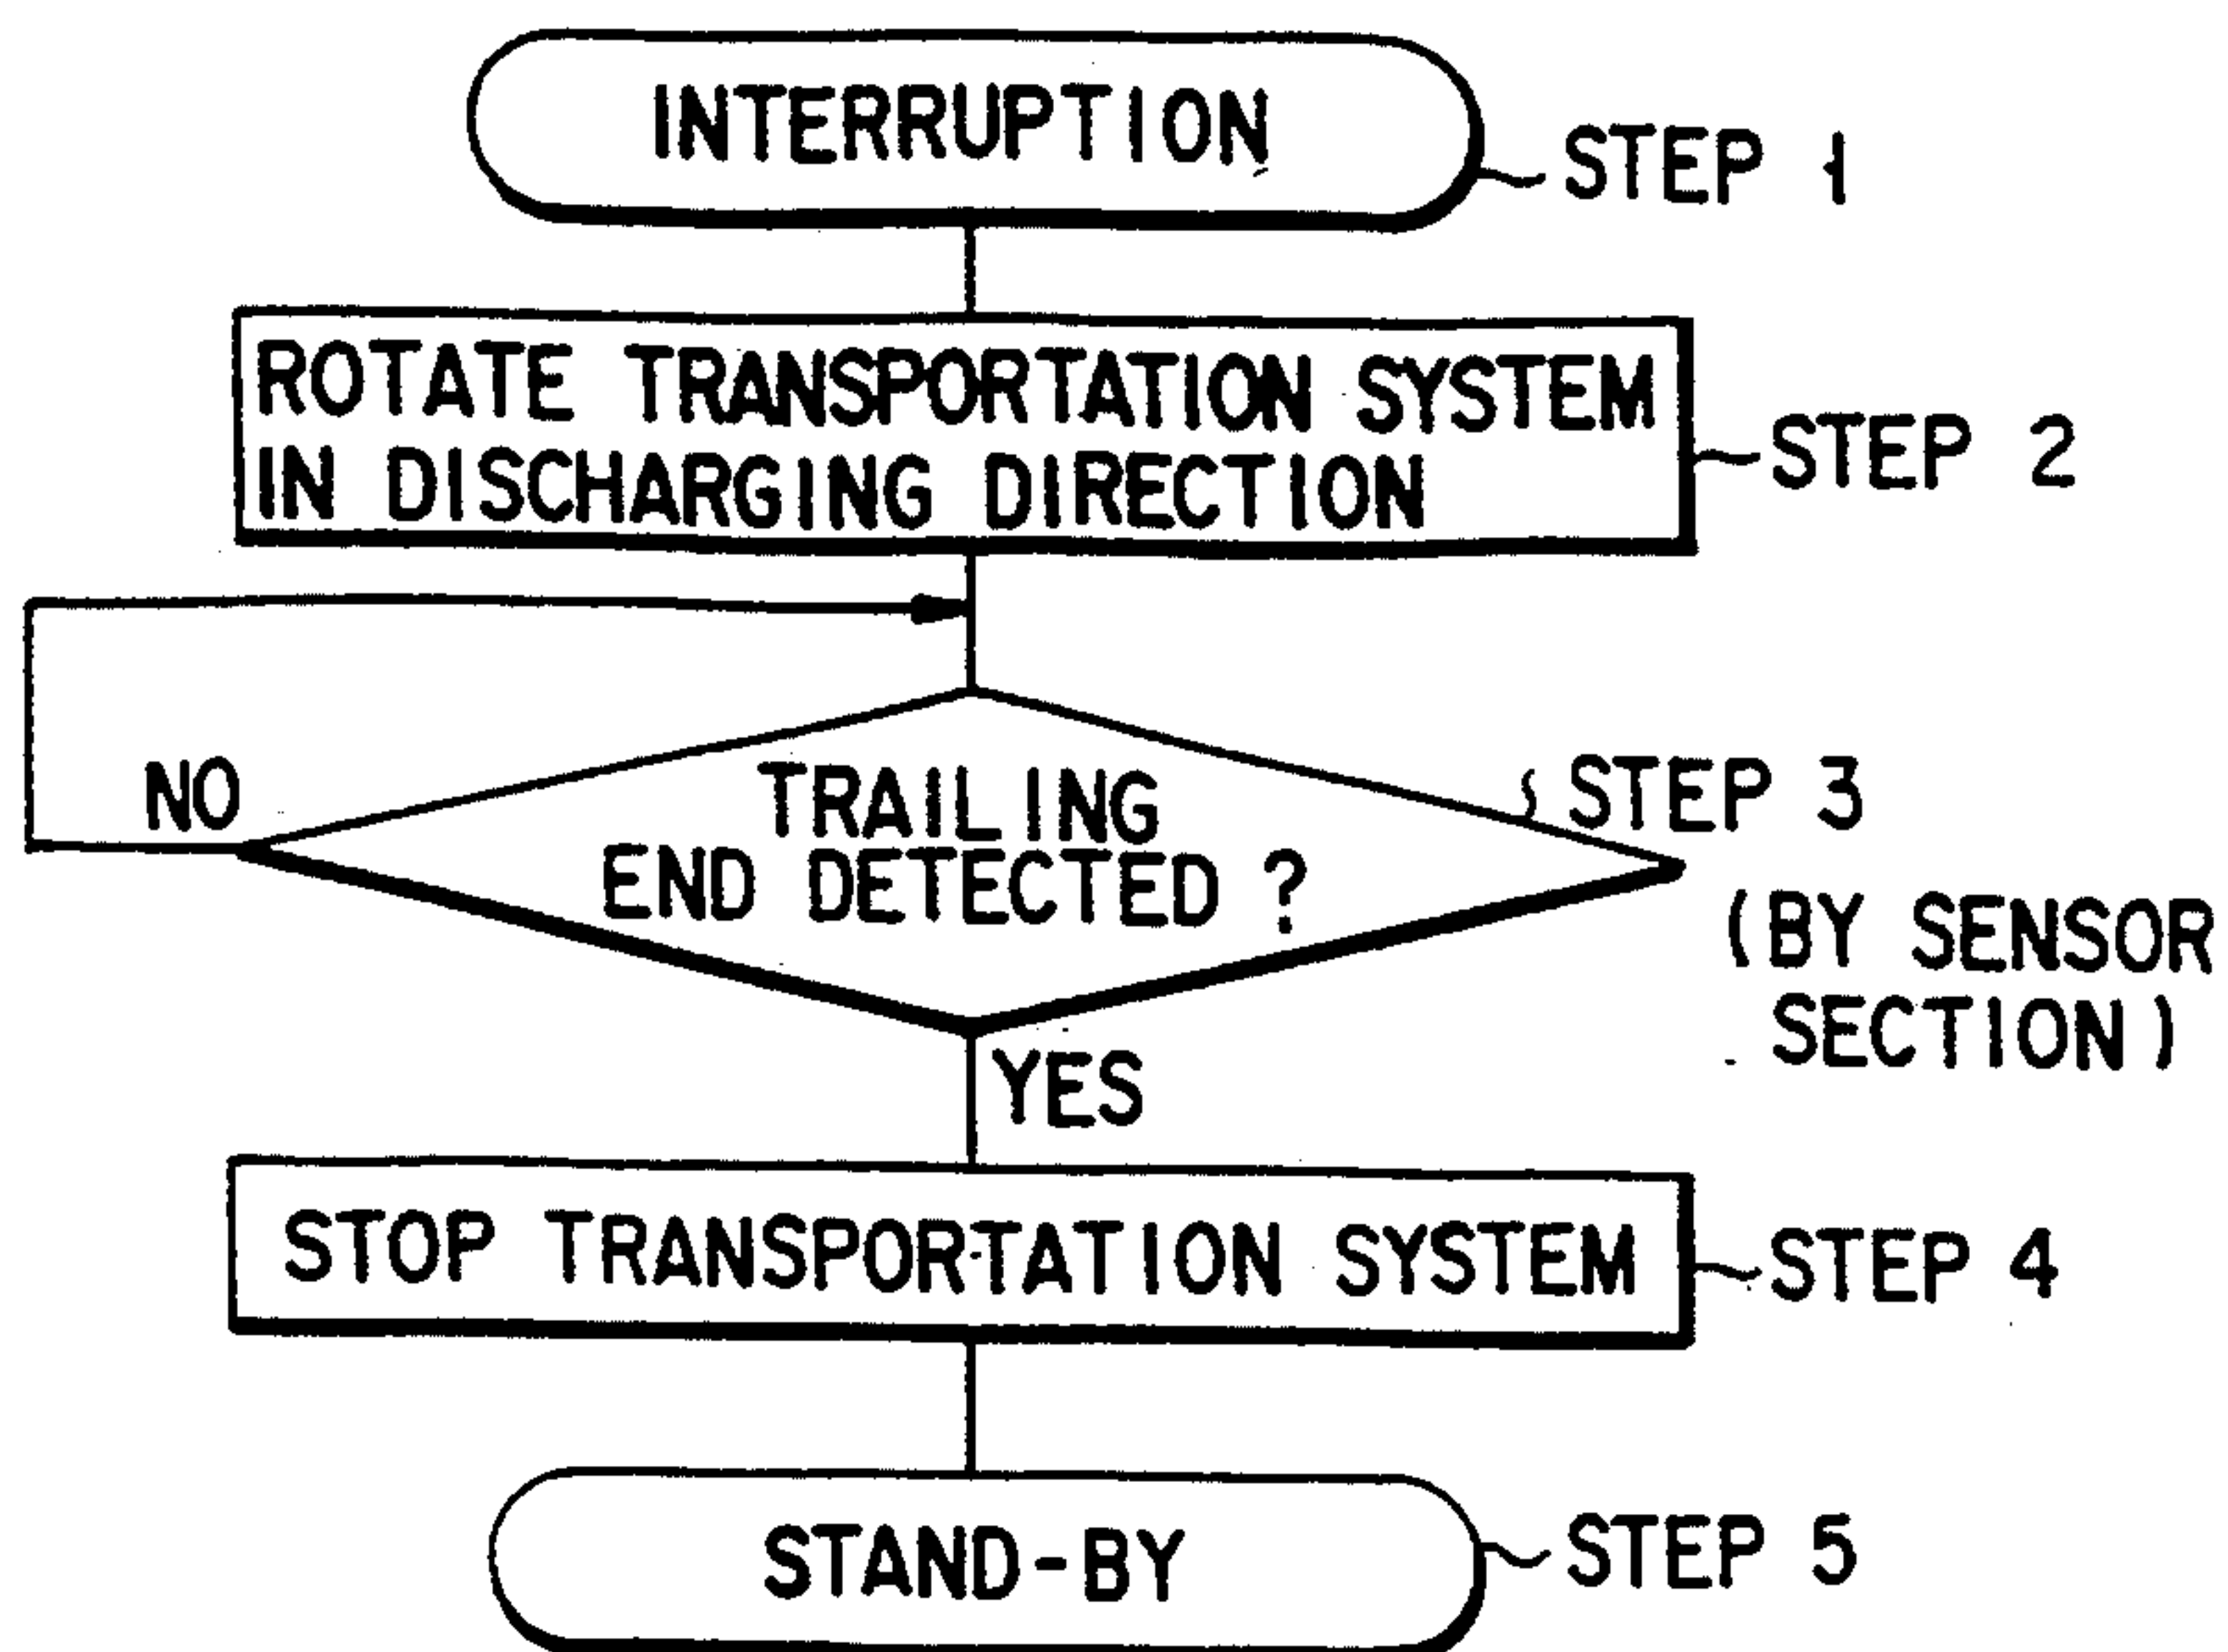 INTERRUPTION
STEP 1
ROTATE TRANSPORTATION SYSTEM
IN DISCHARGING DIRECTION
STEP 2
NO
TRAILING
END DETECTED ?
STEP 3
(BY SENSOR
SECTION)
YES
STOP TRANSPORTATION SYSTEM
STEP 4
STAND-BY
STEP 5